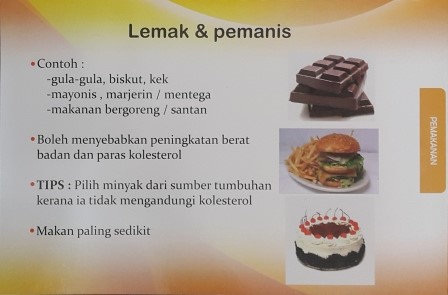 Lemak & pemanis
• Contoh :
-gula-gula, biskut, kek
-mayonis , marjerin / mentega
-makanan bergoreng / santan
• Boleh menyebabkan peningkatan berat
badan dan paras kolesterol
• TIPS : Pilih minyak dari sumber tumbuhan
kerana ia tidak mengandungi kolesterol
• Makan paling sedikit
PEMAKANAN